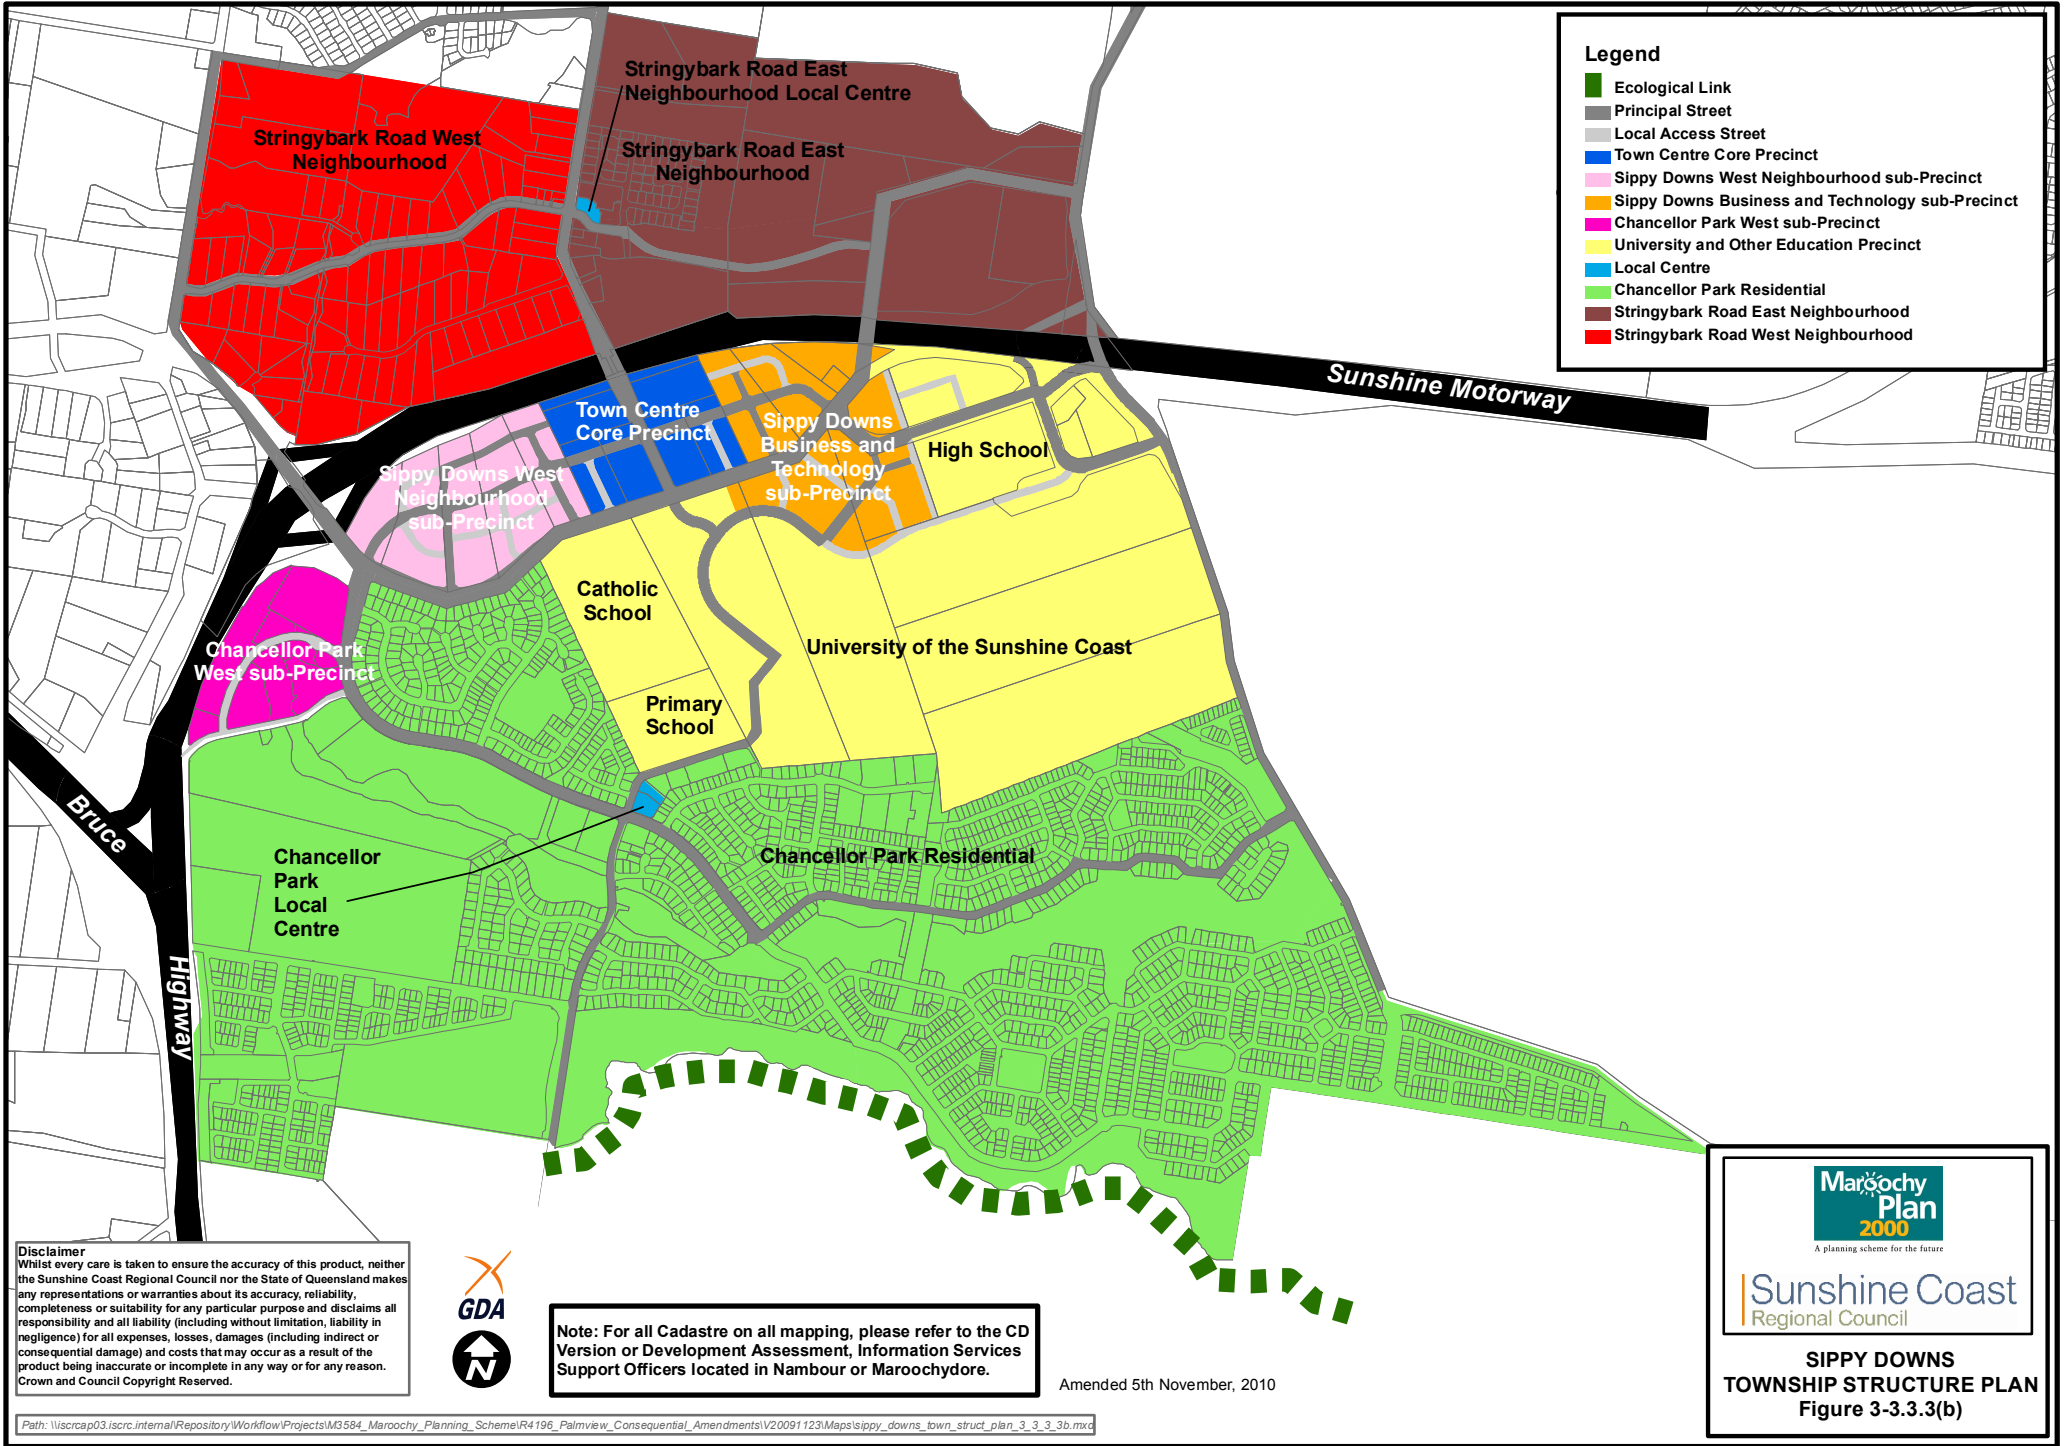 Stringybark Road East
Neighbourhood Local Centre
Stringybark Road West
Neighbourhood
Stringybark Road East
Neighbourhood
Legend
Ecological Link
Principal Street
Local Access Street
Town Centre Core Precinct
Sippy Downs West Neighbourhood sub-Precinct
Sippy Downs Business and Technology sub-Precinct
Chancellor Park West sub-Precinct
University and Other Education Precinct
Local Centre
Chancellor Park Residential
Stringybark Road East Neighbourhood
Stringybark Road West Neighbourhood
Sunshine Motorway
Town Centre
Core Precinct
Sippy Downs
Business and
Technology
sub-Precinct
High School
Sippy Downs West
Neighbourhood
sub-Precinct
Catholic
School
University of the Sunshine Coast
Chancellor Park
West sub-Precinct
Primary
School
Bruce
Highway
Chancellor
Park
Local
Centre
Chancellor Park Residential
Disclaimer
Whilst every care is taken to ensure the accuracy of this product, neither
the Sunshine Coast Regional Council nor the State of Queensland makes
any representations or warranties about its accuracy, reliability,
completeness or suitability for any particular purpose and disclaims all
responsibility and all liability (including without limitation, liability in
negligence) for all expenses, losses, damages (including indirect or
consequential damage) and costs that may occur as a result of the
product being inaccurate or incomplete in any way or for any reason.
Crown and Council Copyright Reserved.
GDA
N
Note: For all Cadastre on all mapping, please refer to the CD
Version or Development Assessment, Information Services
Support Officers located in Nambour or Maroochydore.
Amended 5th November, 2010
Maroochy
Plan
2000
A planning scheme for the future
Sunshine Coast
Regional Council
SIPPY DOWNS
TOWNSHIP STRUCTURE PLAN
Figure 3-3.3.3(b)
Path: \\iscrcap03.iscrc.internal\Repository\Workflow\Projects\M3584_Maroochy_Planning_Scheme\R4196_Palmview_Consequential_Amendments\V20091123\Maps\sippy_downs_town_struct_plan_3_3_3_3b.mxd